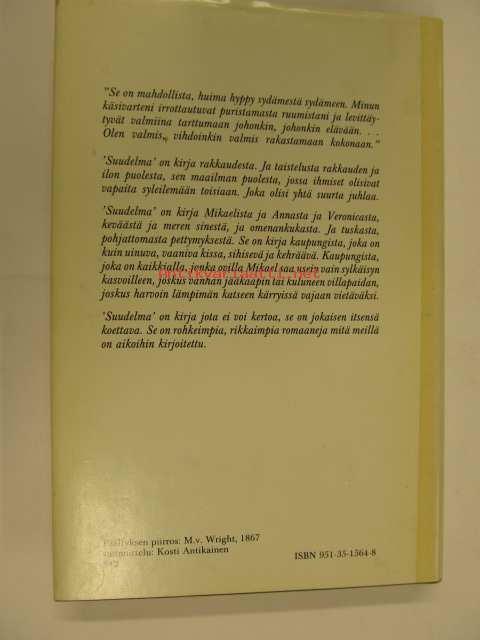 "Se on mahdollista, huima hyppy sydämestä sydämeen. Minun
käsivarteni irrottautuvat puristamasta ruumistani ja levittäy-
tyvät valmiina tarttumaan johonkin, johonkin elävään. . .
Olen valmis, vihdoinkin valmis rakastamaan kokonaan."
'Suudelma' on kirja rakkaudesta. Ja taistelusta rakkauden ja
ilon puolesta, sen maailman puolesta, jossa ihmiset olisivat
vapaita syleilemään toisiaan. Joka olisi yhtä suurta juhlaa.
'Suudelma' on kirja Mikaelista ja Annasta ja Veronicasta,
keväästä ja meren sinestä, ja omenankukasta. Ja tuskasta,
pohjattomasta pettymyksestä. Se on kirja kaupungista, joka on
kuin uinuva, vaaniva kissa, sihisevä ja kehräävä. Kaupungista,
joka on kaikkialla, jonka ovilla Mikael saa usein vain sylkäisyn
kasvoilleen, joskus vanhan jääkaapin tai kuluneen villapaidan,
joskus harvoin lämpimän katseen kärryissä vajaan vietäväksi.
'Suudelma' on kirja jota ei voi kertoa, se on jokaisen itsensä
koettava. Se on rohkeimpia, rikkaimpia romaaneja mitä meillä
on aikoihin kirjoitettu.
antikvariaatti.net
Päällyksen piirros: M.v. Wright, 1867
suunnittelu: Kosti Antikainen
ISBN 951-35-1564-8